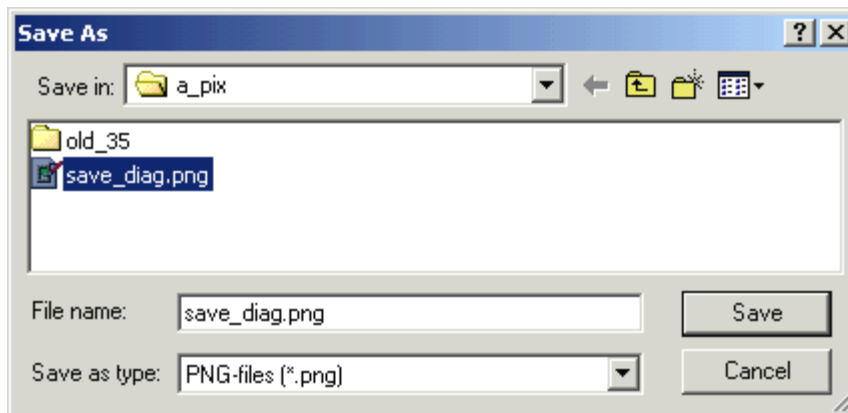 Save As
Save in: a_pix
old_35
save_diag.png
File name: save_diag.png Save
Save as type: PNG-files (*.png) Cancel